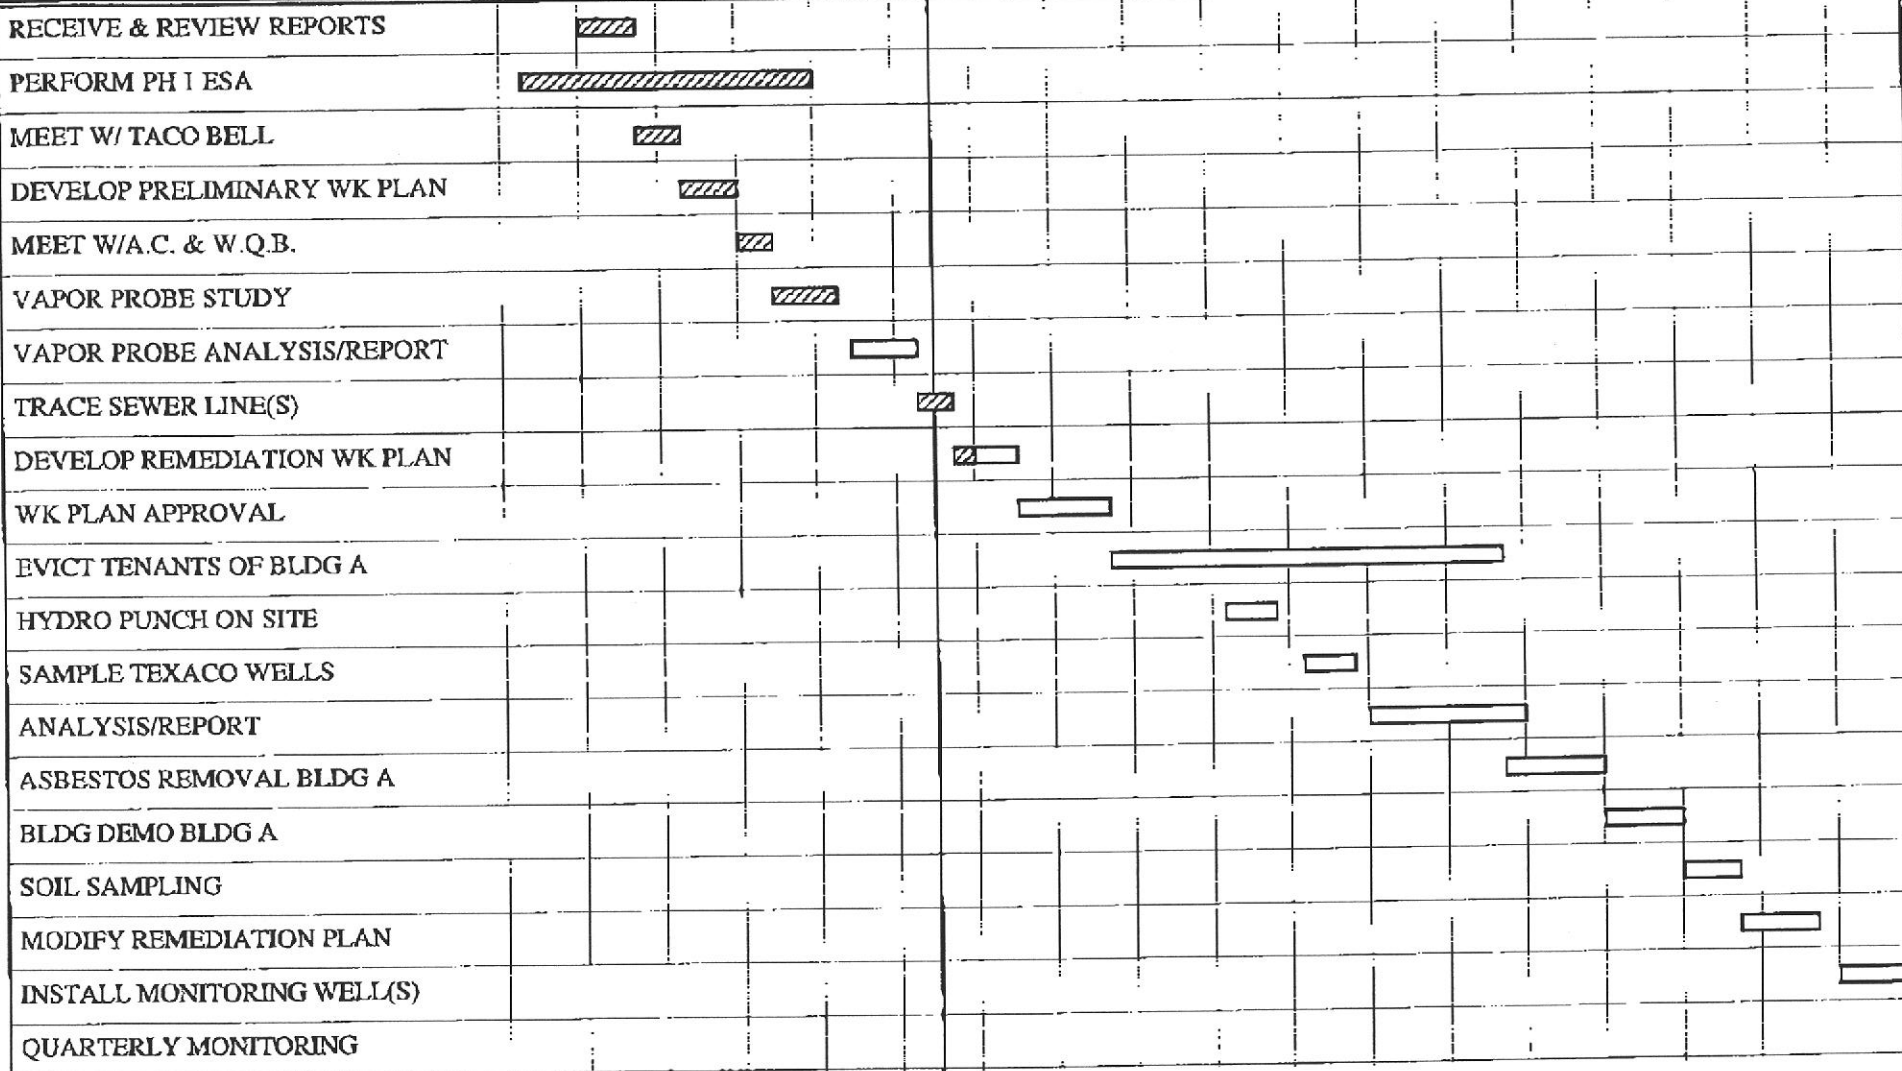 RECEIVE & REVIEW REPORTS
PERFORM PH I ESA
MEET W/ TACO BELL
DEVELOP PRELIMINARY WK PLAN
MEET W/A.C. & W.Q.B.
VAPOR PROBE STUDY
VAPOR PROBE ANALYSIS/REPORT
TRACE SEWER LINE(S)
DEVELOP REMEDIATION WK PLAN
WK PLAN APPROVAL
EVICT TENANTS OF BLDG A
HYDRO PUNCH ON SITE
SAMPLE TEXACO WELLS
ANALYSIS/REPORT
ASBESTOS REMOVAL BLDG A
BLDG DEMO BLDG A
SOIL SAMPLING
MODIFY REMEDIATION PLAN
INSTALL MONITORING WELL(S)
QUARTERLY MONITORING